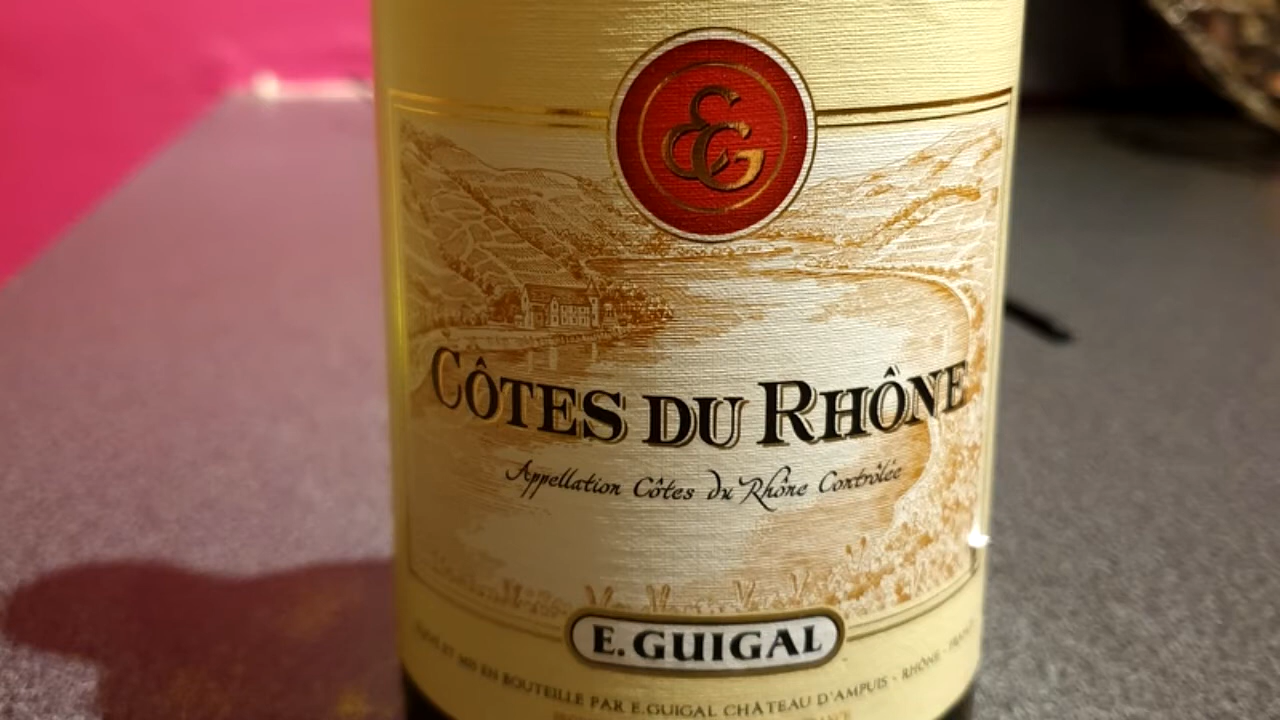 EG
CÔTES DU RHÔNE
Appellation Côtes du Rhône Contrôlée
E.GUIGAL
ET MIS EN BOUTEILLE PAR E.GUIGAL CHÂTEAU D'AMPUIS - RHÔNE - FRANCE